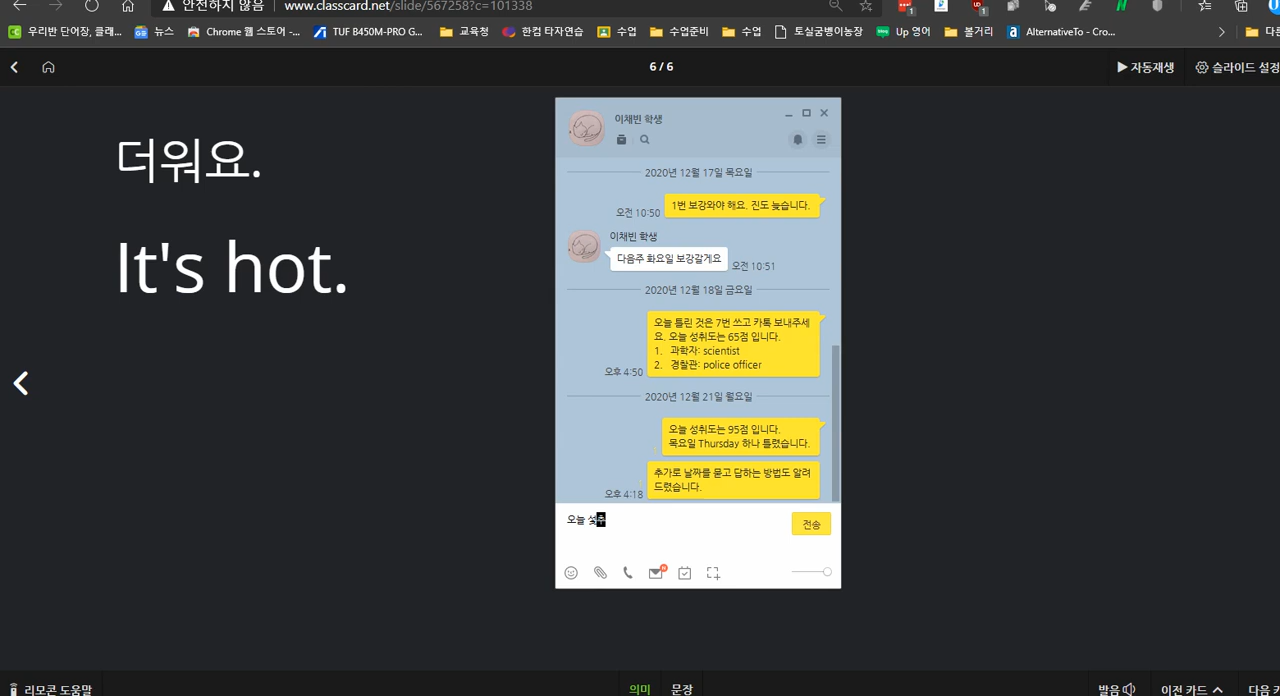 안전하지 않음 | www.classcard.net/slide/567258?c=101338
우리반 단어장, 클래... 뉴스 Chrome 웹 스토어 -... TUF B450M-PRO G... 교육청 한컴 타자연습 수업 수업준비 수업 토실굼뱅이농장 Up 영어 볼거리 AlternativeTo - Cro... 다른
6 / 6 자동재생 슬라이드 설정
더워요.
It's hot.
이채빈 학생
2020년 12월 17일 목요일
1번 보강와야 해요. 진도 늦습니다.
오전 10:50
이채빈 학생
다음주 화요일 보강갈게요
오전 10:51
2020년 12월 18일 금요일
오늘 틀린 것은 7번 쓰고 카톡 보내주세
요. 오늘 성취도는 65점 입니다.
1. 과학자: scientist
2. 경찰관: police officer
오후 4:50
2020년 12월 21일 월요일
오늘 성취도는 95점 입니다.
목요일 Thursday 하나 틀렸습니다.
추가로 날짜를 묻고 답하는 방법도 알려
드렸습니다.
오후 4:18
오늘
전송
리모콘 도움말 의미 문장 발음 이전 카드 다음